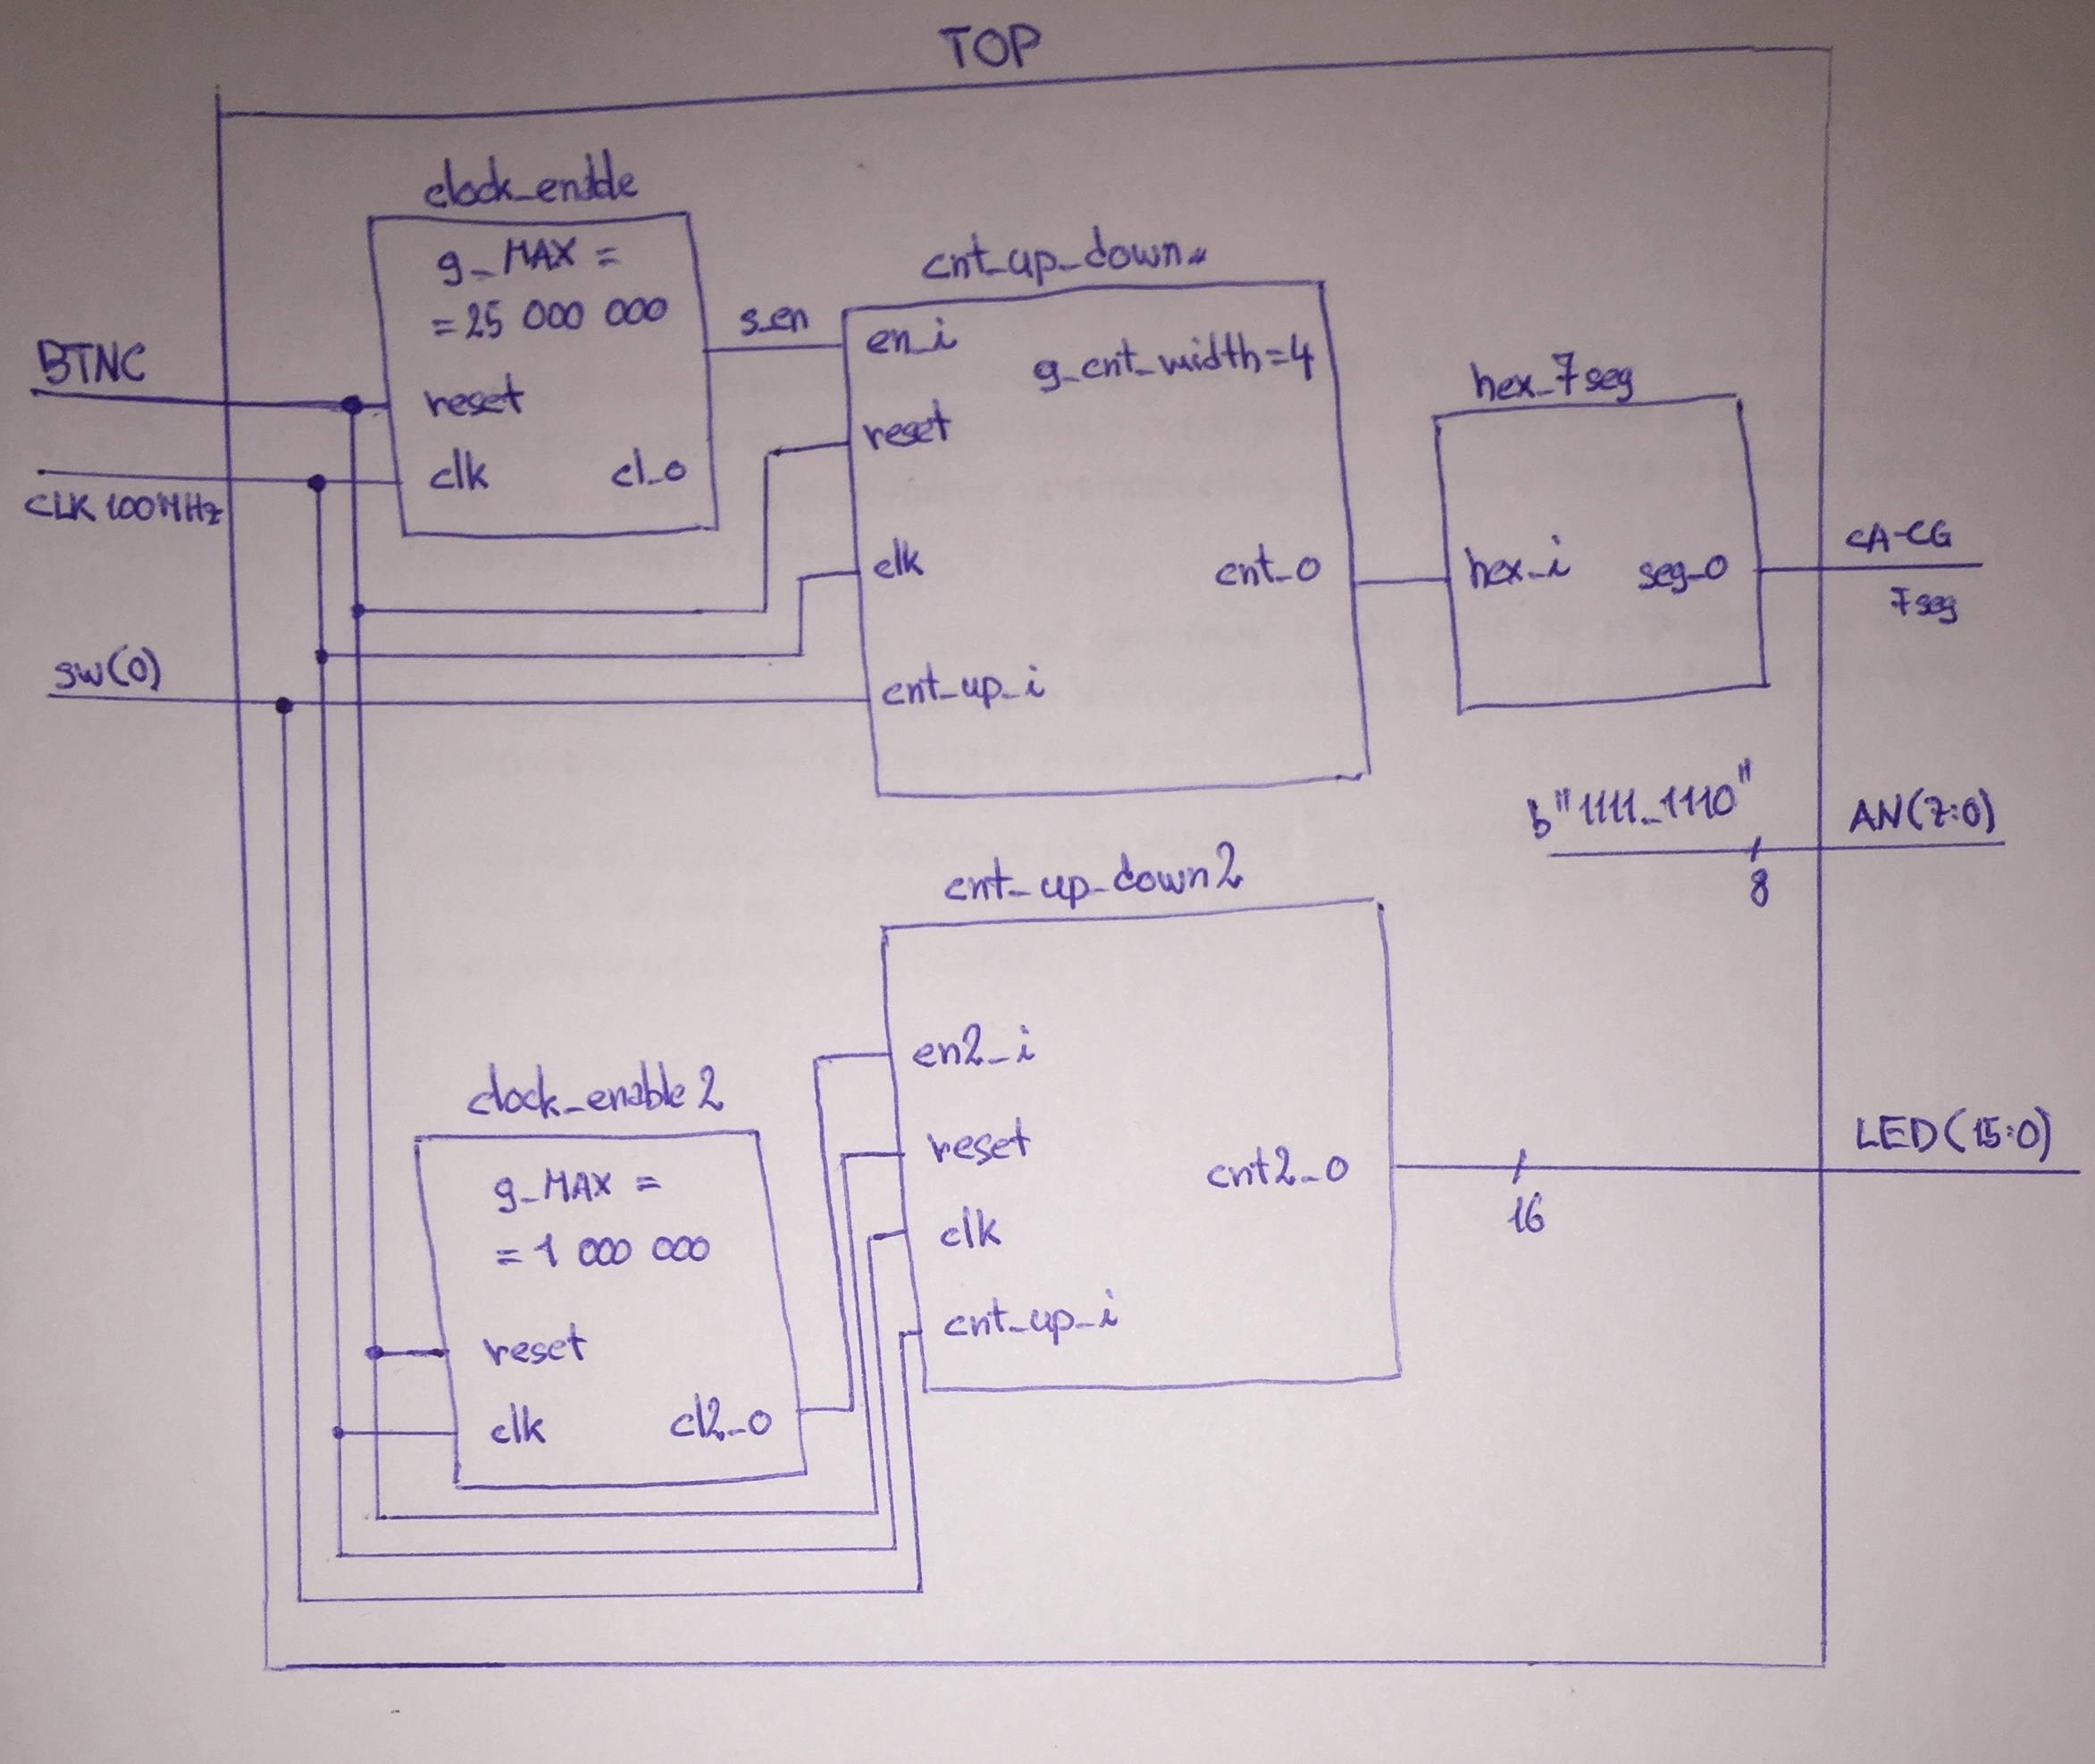 TOP
clock_enable
g_MAX =
= 25 000 000
reset
clk cl_o
BTNC
CLK 100MHz
sw(0)
s_en
cnt_up_down
en_i
g_cnt_width=4
reset
clk
cnt_o
cnt_up_i
hex_7seg
hex_i seg_o
CA-CG
7seg
b"1111_1110"
8
AN(7:0)
cnt_up_down2
en2_i
reset
cnt2_o
clk
cnt_up_i
16
LED(15:0)
clock_enable2
g_MAX =
= 1 000 000
reset
clk cl2_o